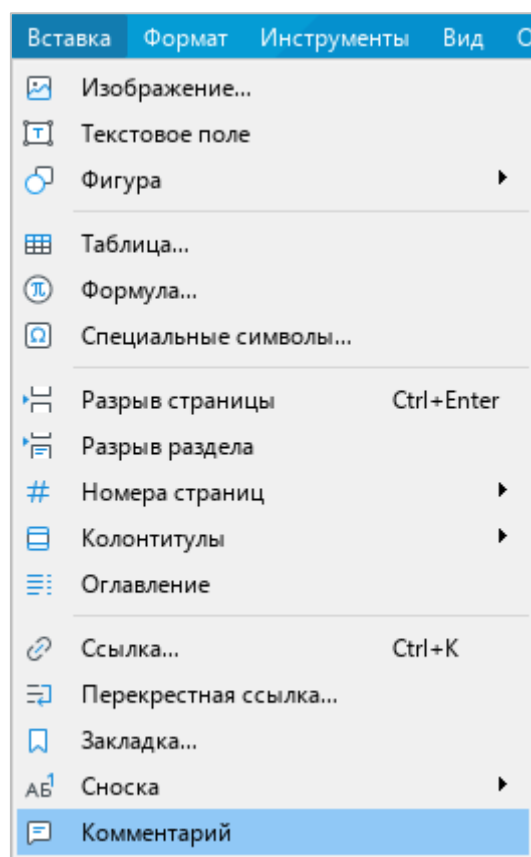 Вставка Формат Инструменты Вид
Изображение...
Текстовое поле
Фигура
Таблица...
Формула...
Специальные символы...
Разрыв страницы Ctrl+Enter
Разрыв раздела
Номера страниц
Колонтитулы
Оглавление
Ссылка... Ctrl+K
Перекрестная ссылка...
Закладка...
Сноска
Комментарий